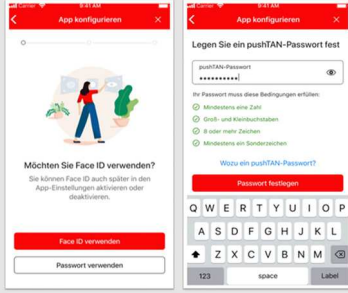 Carrier 9:41 AM
App konfigurieren
Möchten Sie Face ID verwenden?
Sie können Face ID auch später in den
App-Einstellungen aktivieren oder
deaktivieren.
Face ID verwenden
Passwort verwenden
Carrier 9:41 AM
App konfigurieren
Legen Sie ein pushTAN-Passwort fest
pushTAN-Passwort
Ihr Passwort muss diese Bedingungen erfüllen:
Mindestens eine Zahl
Groß- und Kleinbuchstaben
8 oder mehr Zeichen
Mindestens ein Sonderzeichen
Wozu ein pushTAN-Passwort?
Passwort festlegen
Q W E R T Y U I O P
A S D F G H J K L
Z X C V B N M
123 space Label